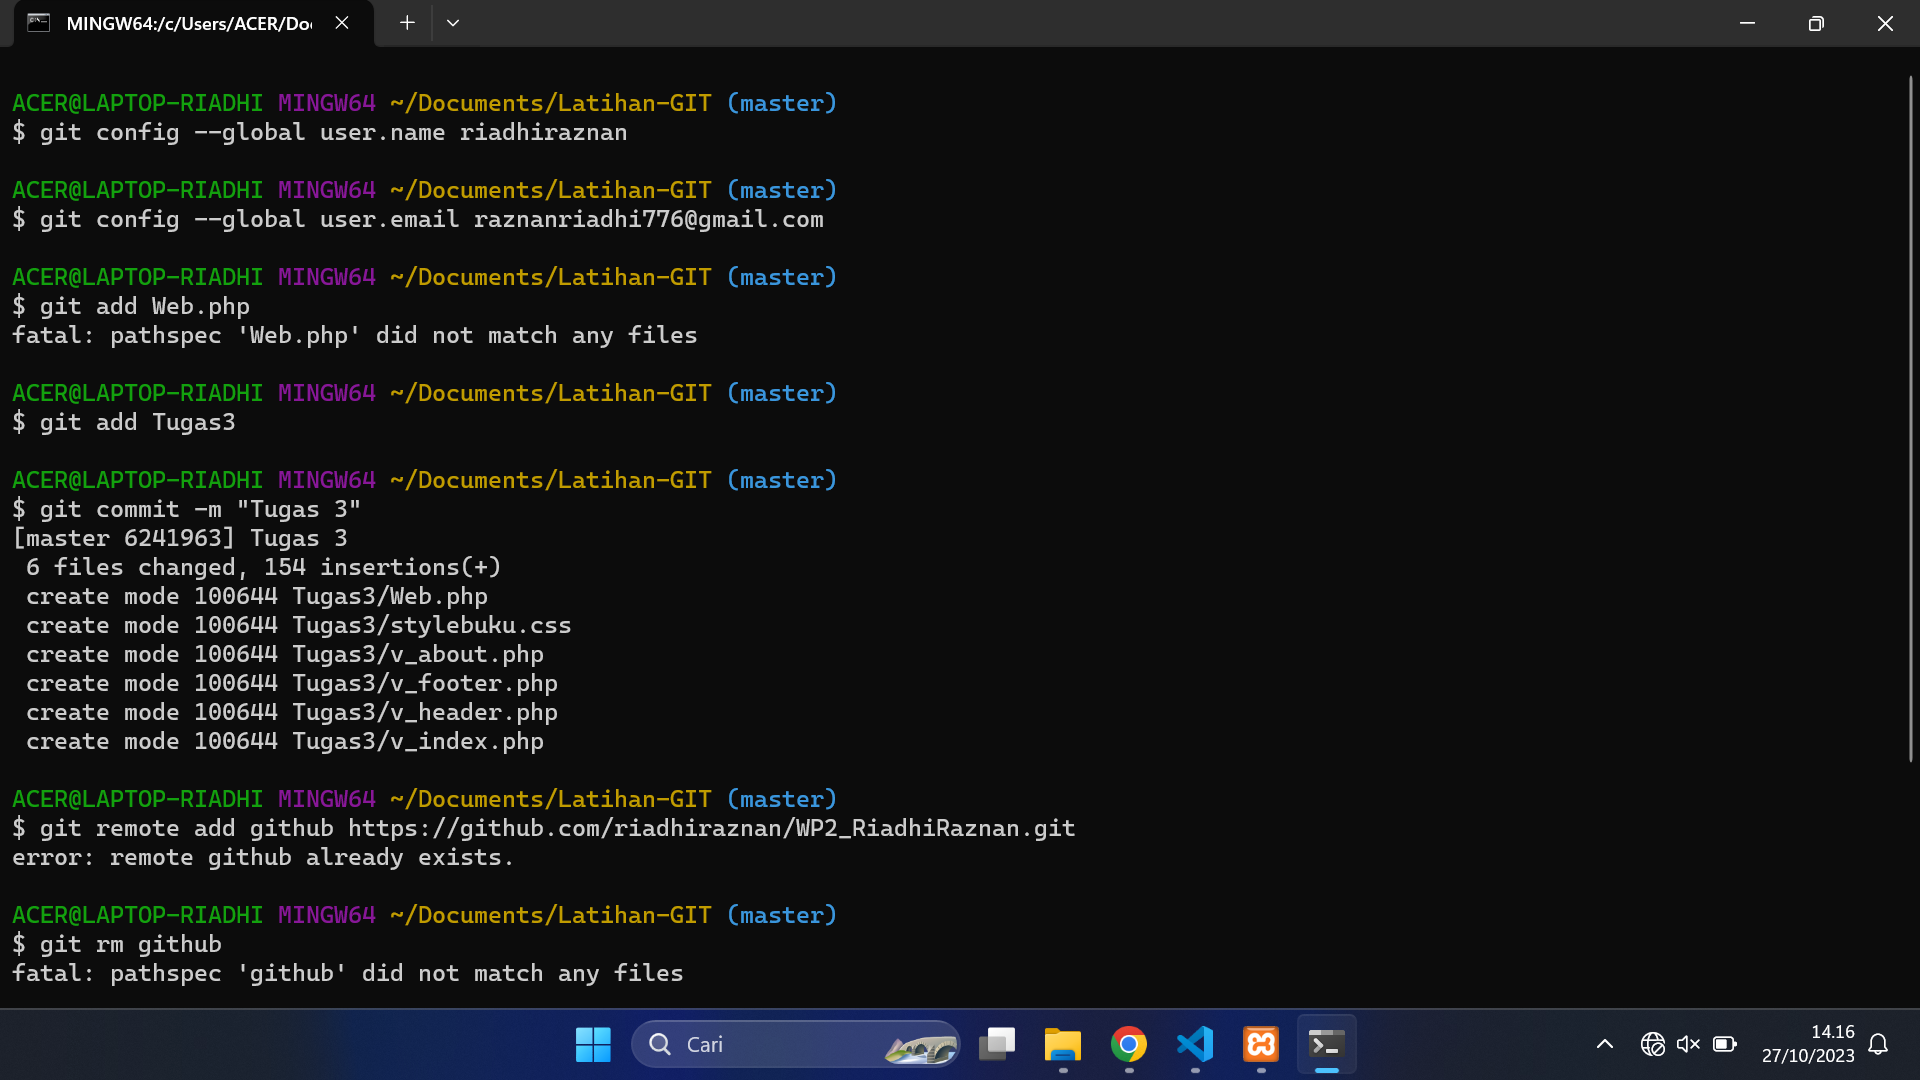 MINGW64:/c/Users/ACER/Do
ACER@LAPTOP-RIADHI MINGW64 ~/Documents/Latihan-GIT (master)
$ git config --global user.name riadhiraznan
ACER@LAPTOP-RIADHI MINGW64 ~/Documents/Latihan-GIT (master)
$ git config --global user.email raznanriadhi776@gmail.com
ACER@LAPTOP-RIADHI MINGW64 ~/Documents/Latihan-GIT (master)
$ git add Web.php
fatal: pathspec 'Web.php' did not match any files
ACER@LAPTOP-RIADHI MINGW64 ~/Documents/Latihan-GIT (master)
$ git add Tugas3
ACER@LAPTOP-RIADHI MINGW64 ~/Documents/Latihan-GIT (master)
$ git commit -m "Tugas 3"
[master 6241963] Tugas 3
 6 files changed, 154 insertions(+)
 create mode 100644 Tugas3/Web.php
 create mode 100644 Tugas3/stylebuku.css
 create mode 100644 Tugas3/v_about.php
 create mode 100644 Tugas3/v_footer.php
 create mode 100644 Tugas3/v_header.php
 create mode 100644 Tugas3/v_index.php
ACER@LAPTOP-RIADHI MINGW64 ~/Documents/Latihan-GIT (master)
$ git remote add github https://github.com/riadhiraznan/WP2_RiadhiRaznan.git
error: remote github already exists.
ACER@LAPTOP-RIADHI MINGW64 ~/Documents/Latihan-GIT (master)
$ git rm github
fatal: pathspec 'github' did not match any files
Cari
14.16
27/10/2023